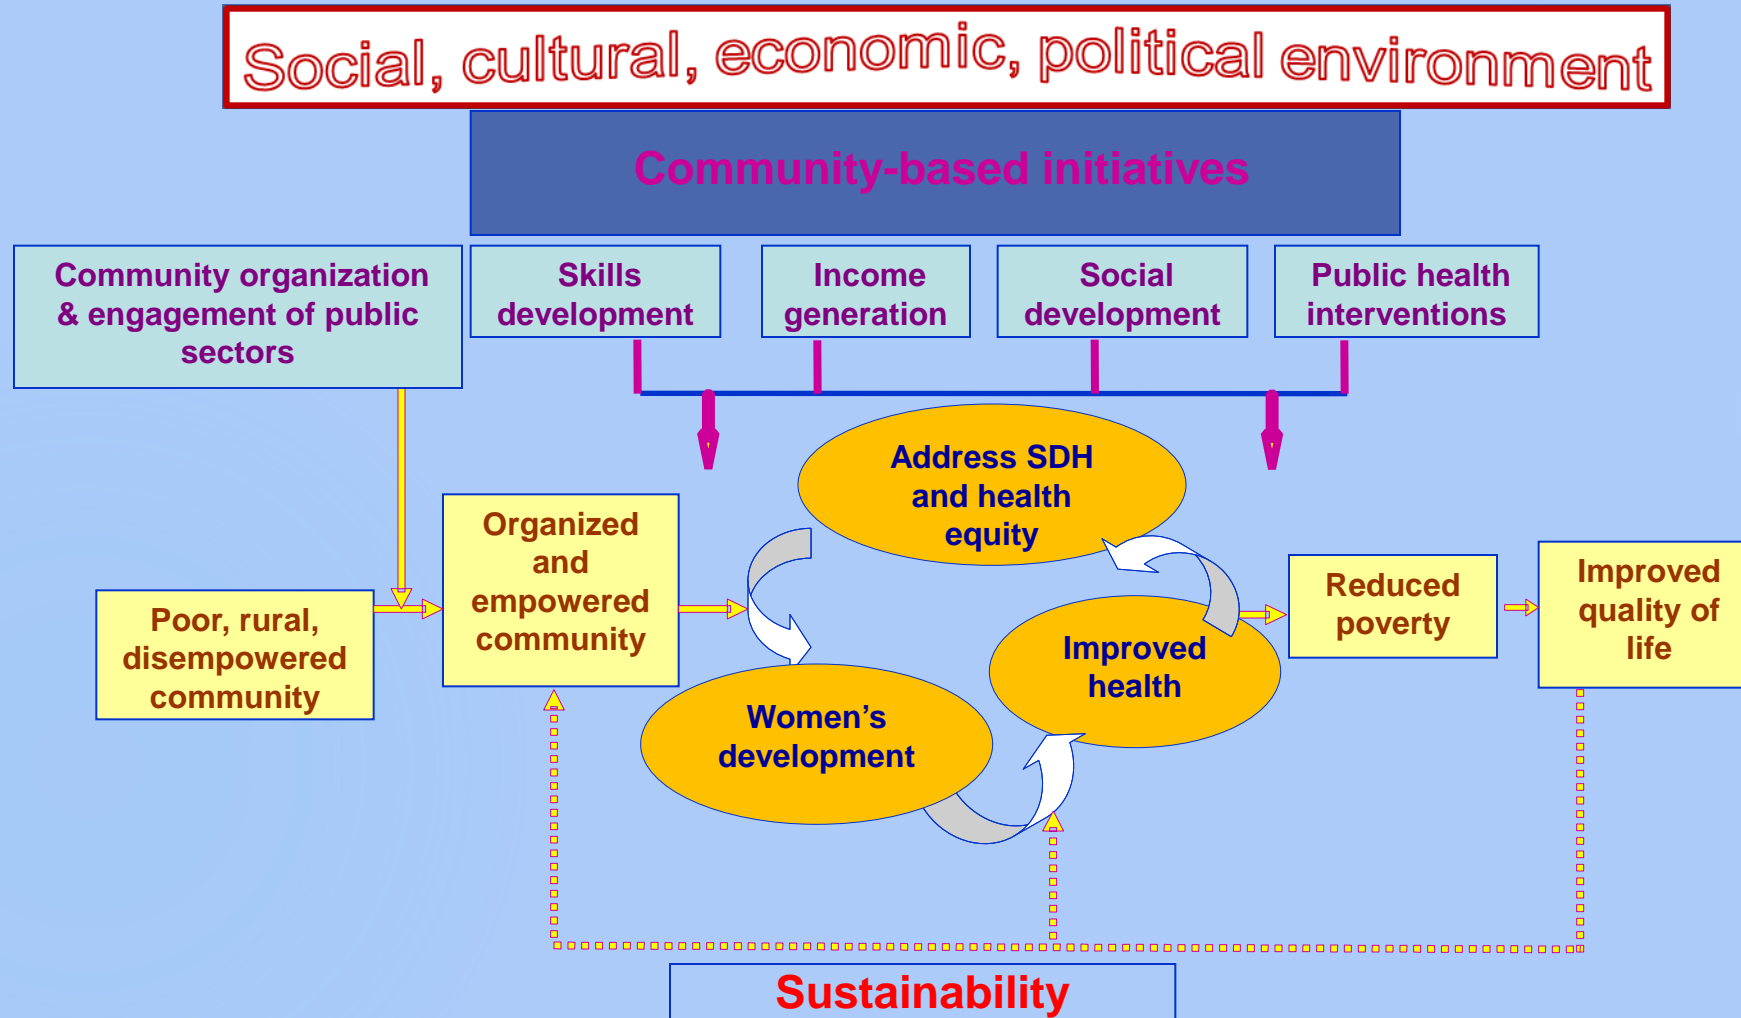 Social, cultural, economic, political environment
Community-based initiatives
Community organization
& engagement of public
sectors
Skills
development
Income
generation
Social
development
Public health
interventions
Address SDH
and health
equity
Organized
and
empowered
community
Poor, rural,
disempowered
community
Women’s
development
Improved
health
Reduced
poverty
Improved
quality of
life
Sustainability